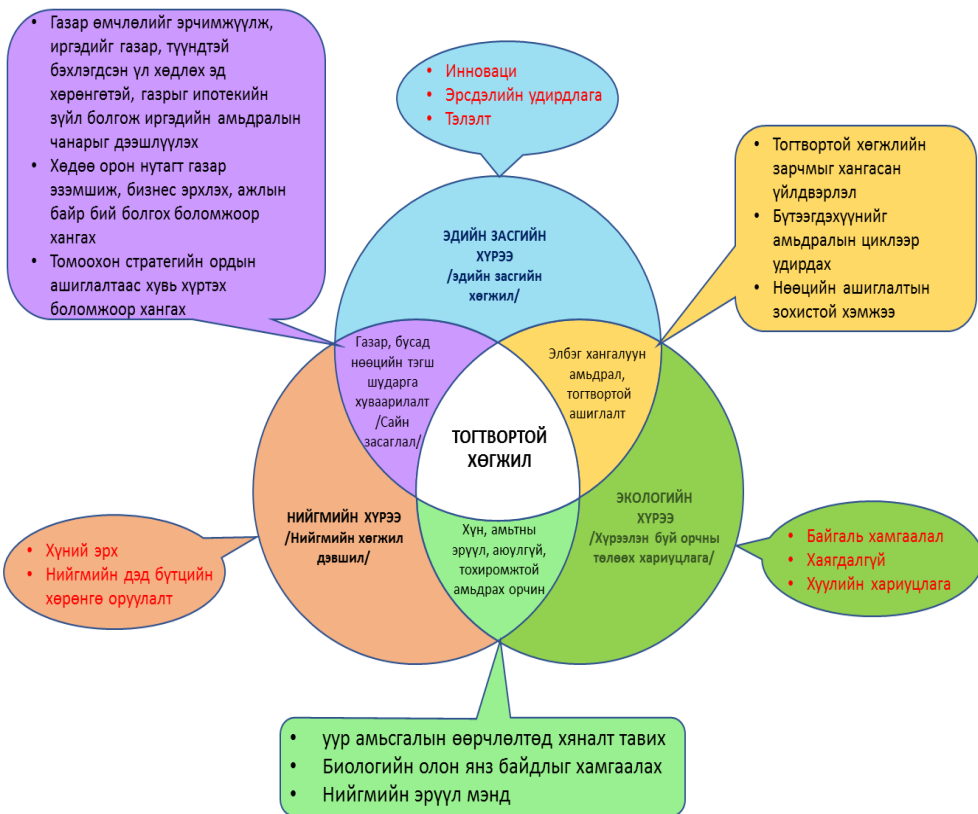 • Газар өмчлөлийг эрчимжүүлж,
иргэдийг газар, түүндтэй
бэхлэгдсэн үл хөдлөх эд
хөрөнгөтэй, газрыг ипотекийн
зүйл болгож иргэдийн амьдралын
чанарыг дээшлүүлэх
• Хөдөө орон нутагт газар
эзэмшиж, бизнес эрхлэх, ажлын
байр бий болгох боломжоор
хангах
• Томоохон стратегийн ордын
ашиглалтаас хувь хүртэх
боломжоор хангах
• Инноваци
• Эрсдэлийн удирдлага
• Тэлэлт
• Тогтвортой хөгжлийн
зарчмыг хангасан
үйлдвэрлэл
• Бүтээгдэхүүнийг
амьдралын циклээр
удирдах
• Нөөцийн ашиглалтын
зохистой хэмжээ
ЭДИЙН ЗАСГИЙН
ХҮРЭЭ
/эдийн засгийн
хөгжил/
Газар, бусад
нөөцийн тэгш
шударга
хуваарилалт
/Сайн
засаглал/
Элбэг хангалуун
амьдрал,
тогтвортой
ашиглалт
ТОГТВОРТОЙ
ХӨГЖИЛ
НИЙГМИЙН ХҮРЭЭ
/Нийгмийн хөгжил
дэвшил/
Хүн, амьтны
эрүүл, аюулгүй,
тохиромжтой
амьдрах орчин
ЭКОЛОГИЙН
ХҮРЭЭ
/Хүрээлэн буй орчны
төлөөх хариуцлага/
• Хүний эрх
• Нийгмийн дэд бүтцийн
хөрөнгө оруулалт
• Байгаль хамгаалал
• Хаягдалгүй
• Хуулийн хариуцлага
• уур амьсгалын өөрчлөлтөд хяналт тавих
• Биологийн олон янз байдлыг хамгаалах
• Нийгмийн эрүүл мэнд